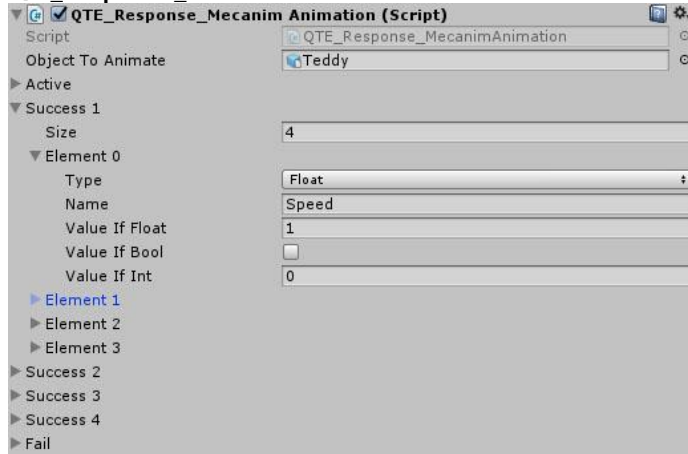 QTE_Response_Mecanim Animation (Script)
Script QTE_Response_MecanimAnimation
Object To Animate Teddy
Active
Success 1
Size 4
Element 0
Type Float
Name Speed
Value If Float 1
Value If Bool
Value If Int 0
Element 1
Element 2
Element 3
Success 2
Success 3
Success 4
Fail